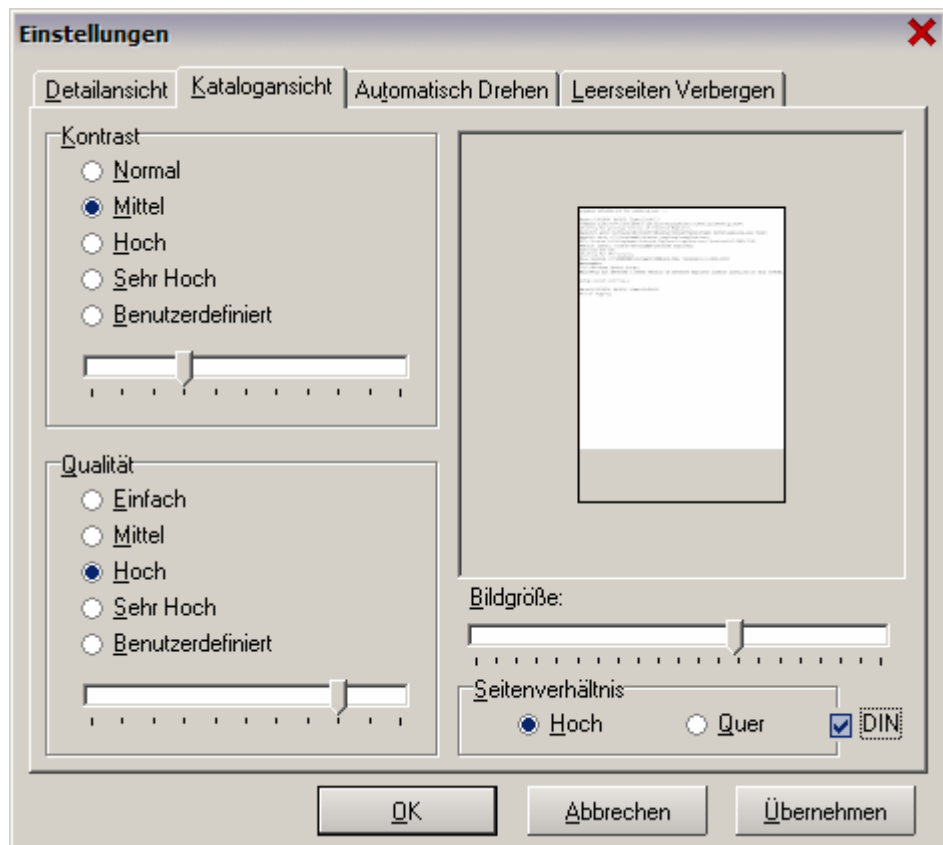 Einstellungen
Detailansicht Katalogansicht Automatisch Drehen Leerseiten Verbergen
Kontrast
Normal
Mittel
Hoch
Sehr Hoch
Benutzerdefiniert
Qualität
Einfach
Mittel
Hoch
Sehr Hoch
Benutzerdefiniert
Bildgröße:
Seitenverhältnis
Hoch Quer DIN
OK Abbrechen Übernehmen